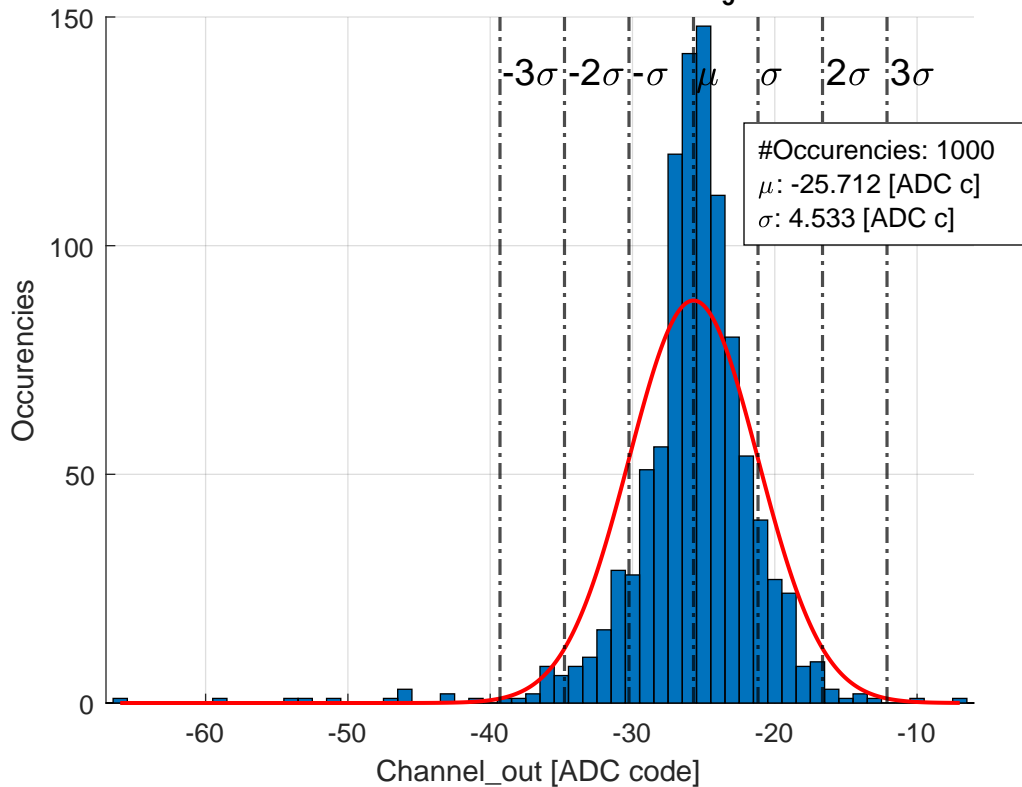 150
100
50
0
-3σ -2σ -σ μ σ 2σ 3σ
#Occurencies: 1000
μ: -25.712 [ADC c]
σ: 4.533 [ADC c]
Occurencies
-60 -50 -40 -30 -20 -10
Channel_out [ADC code]